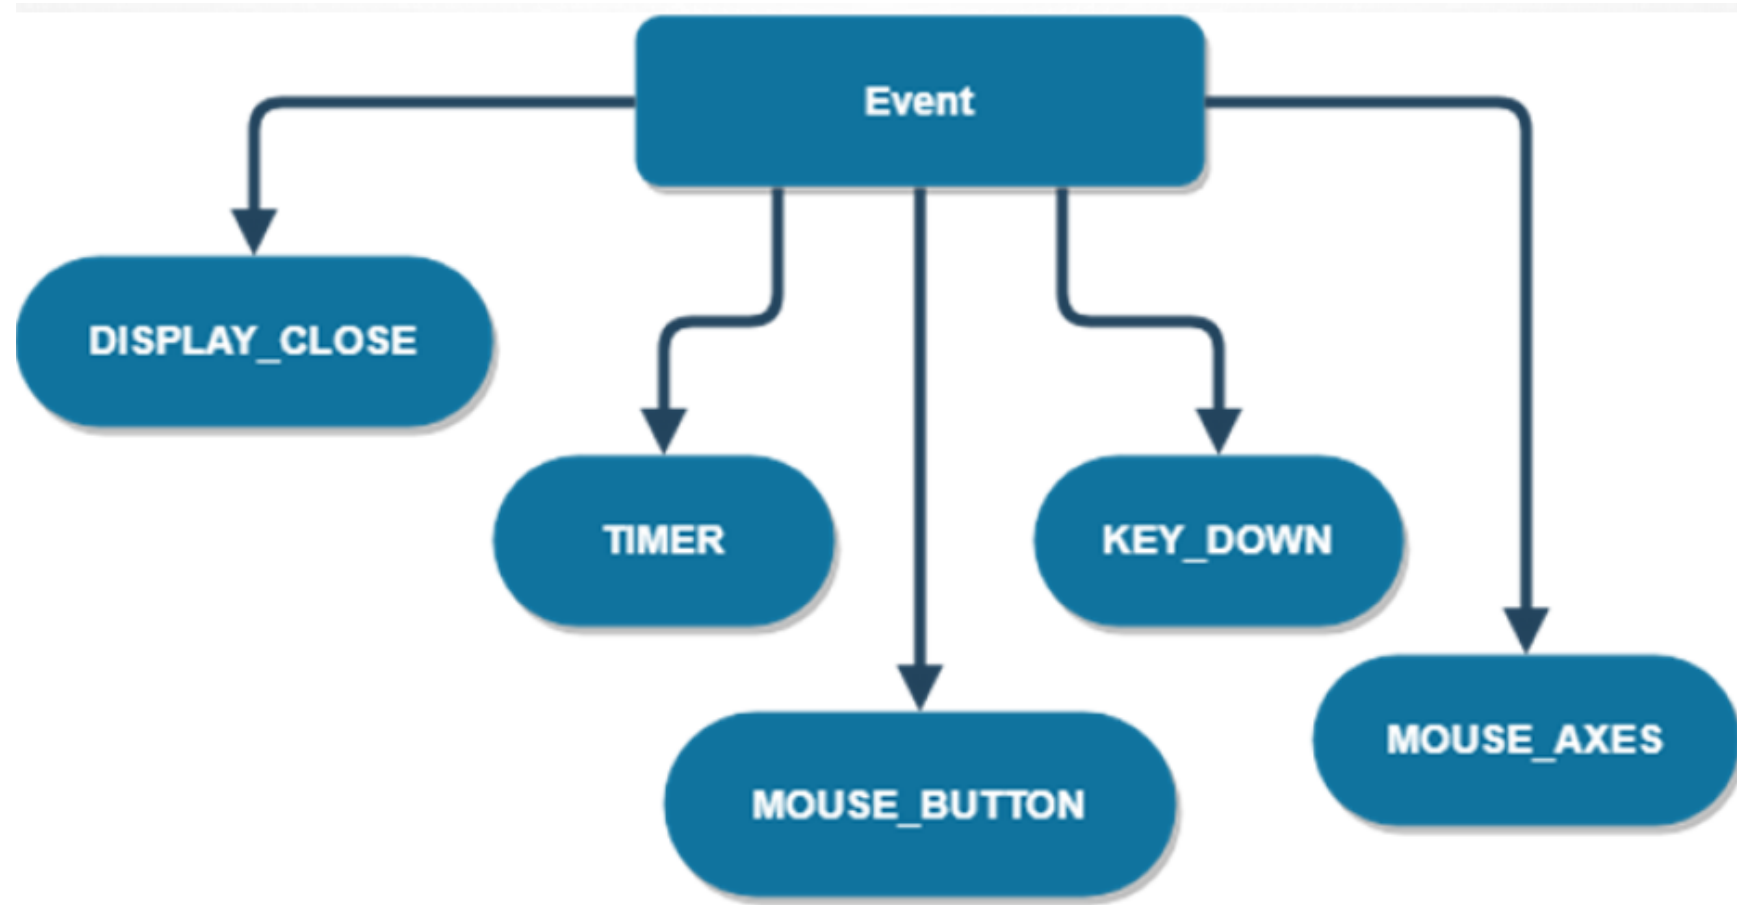 Event
DISPLAY_CLOSE
TIMER
KEY_DOWN
MOUSE_AXES
MOUSE_BUTTON